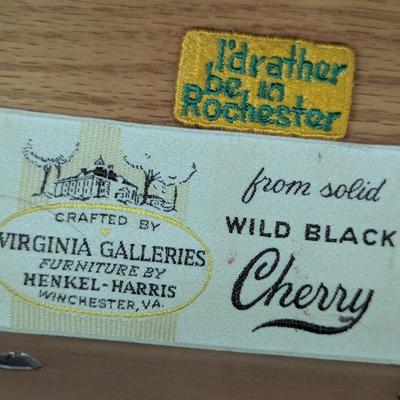 I'd rather
be in
Rochester
CRAFTED BY
VIRGINIA GALLERIES
FURNITURE BY
HENKEL-HARRIS
WINCHESTER, VA.
from solid
WILD BLACK
Cherry